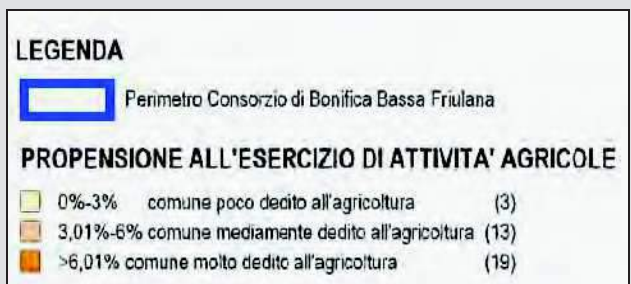 LEGENDA
Perimetro Consorzio di Bonifica Bassa Friulana
PROPENSIONE ALL'ESERCIZIO DI ATTIVITA' AGRICOLE
0%-3% comune poco dedito all'agricoltura (3)
3,01%-6% comune mediamente dedito all'agricoltura (13)
>6,01% comune molto dedito all'agricoltura (19)